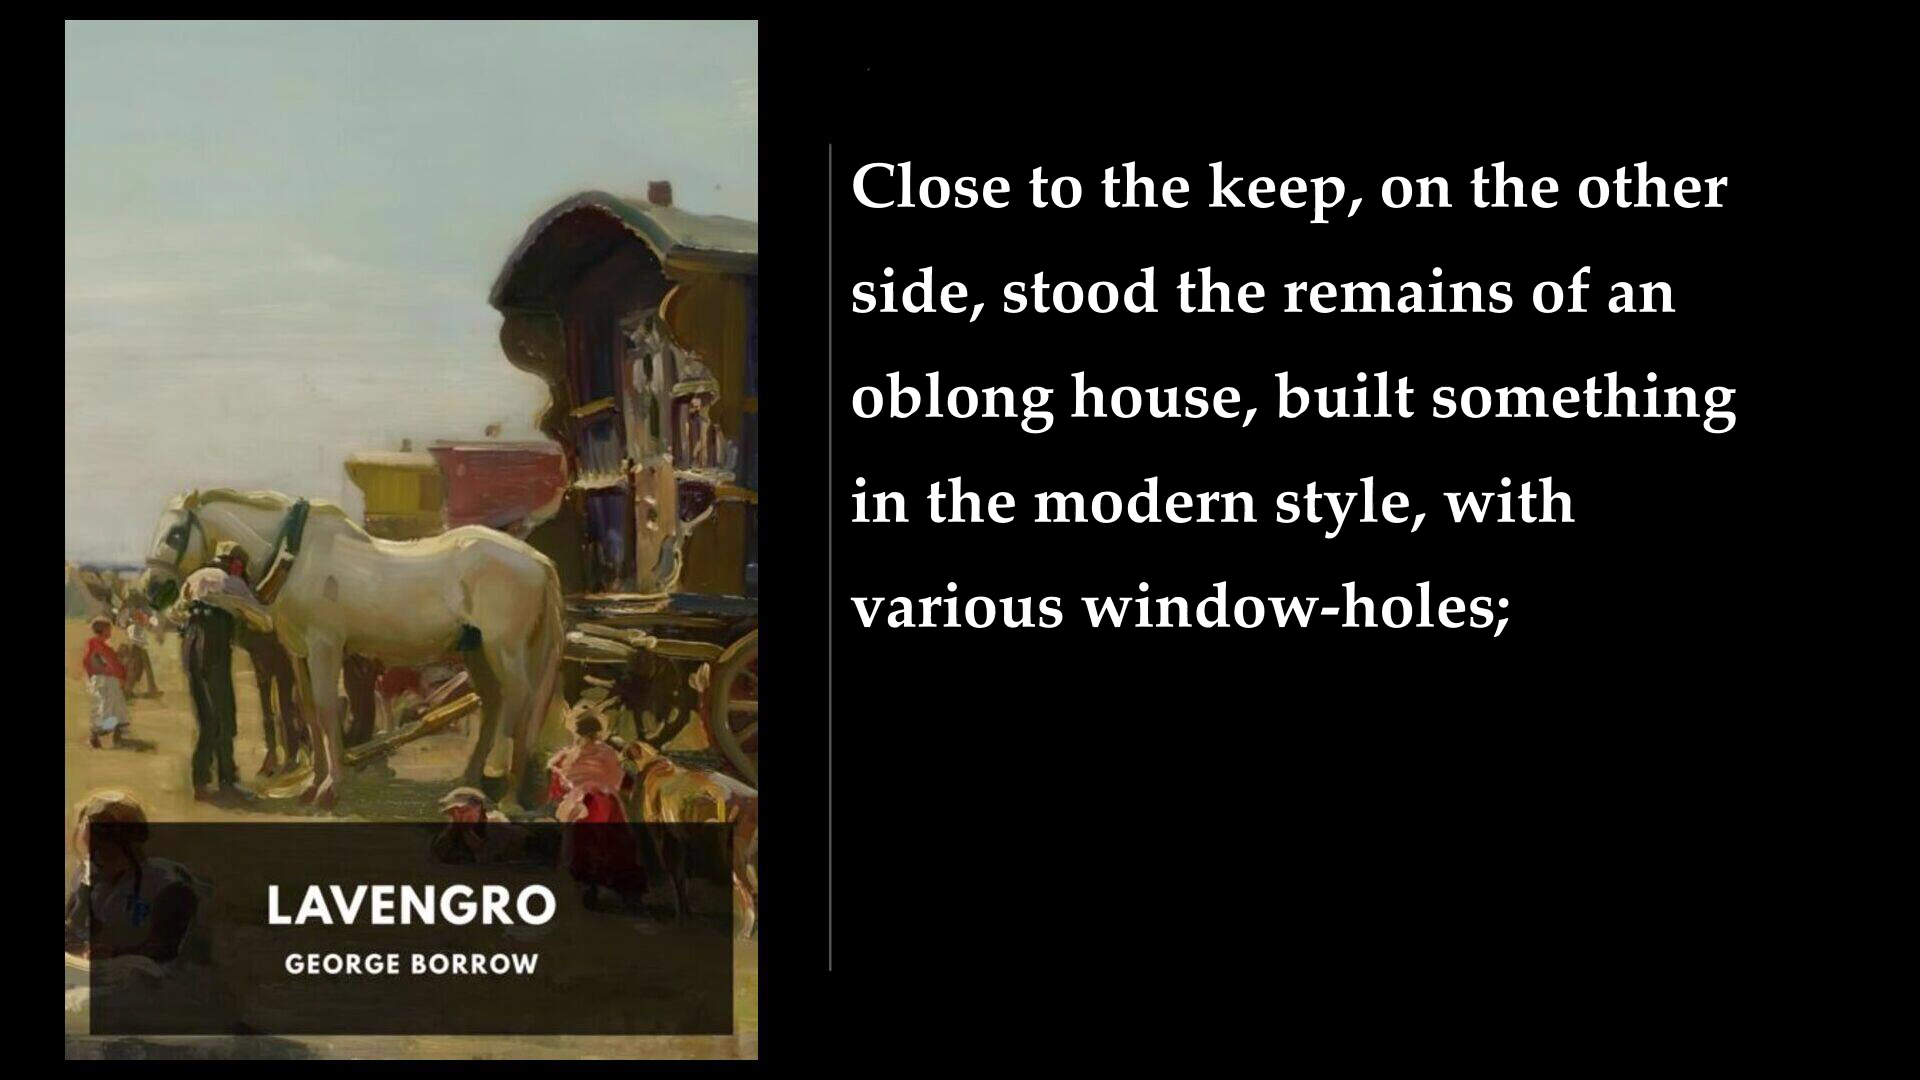 Close to the keep, on the other
side, stood the remains of an
oblong house, built something
in the modern style, with
various window-holes;
LAVENGRO
GEORGE BORROW